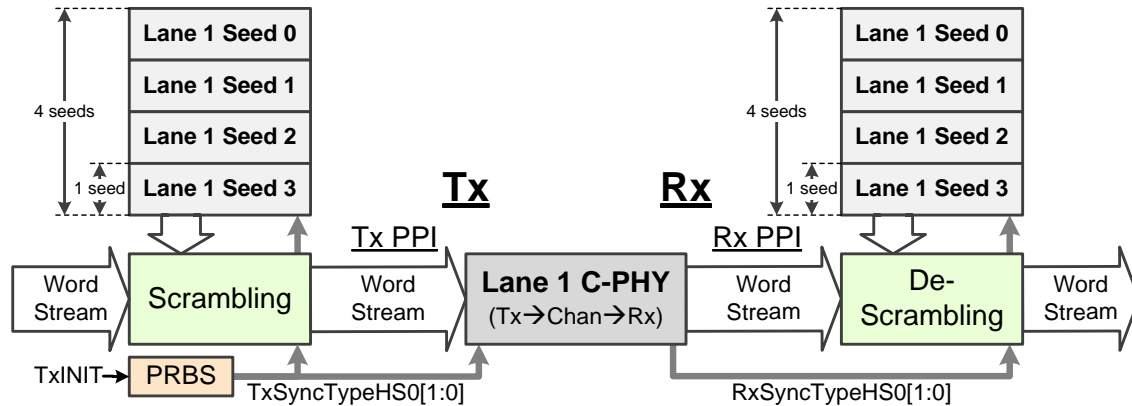 Lane 1 Seed 0
Lane 1 Seed 1
Lane 1 Seed 2
Lane 1 Seed 3
4 seeds
1 seed
Lane 1 Seed 0
Lane 1 Seed 1
Lane 1 Seed 2
Lane 1 Seed 3
4 seeds
1 seed
Tx
Rx
Tx PPI
Rx PPI
Word
Stream
Scrambling
Word
Stream
Lane 1 C-PHY
(Tx→Chan→Rx)
Word
Stream
De-
Scrambling
Word
Stream
TxINIT
PRBS
TxSyncTypeHS0[1:0]
RxSyncTypeHS0[1:0]